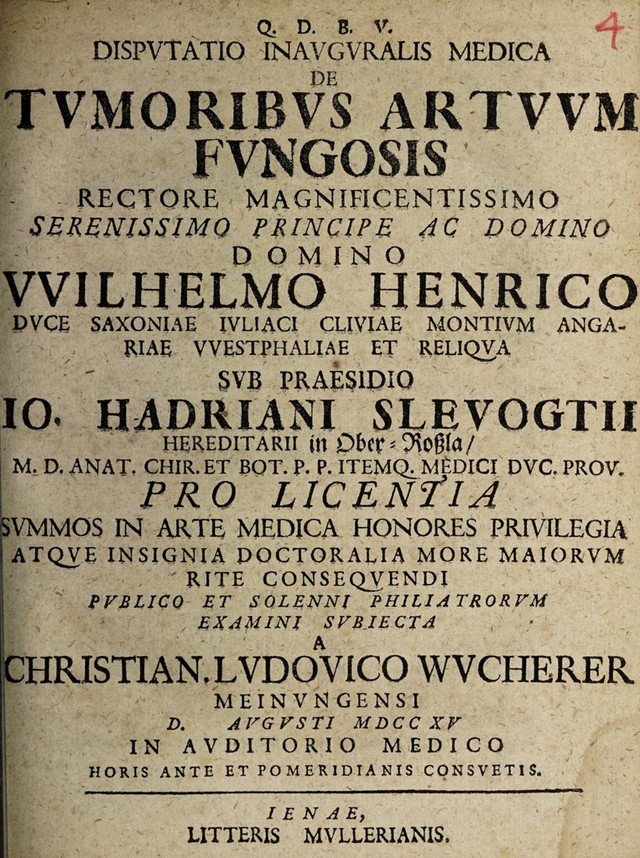 4
Q. D. B. V.
DISPVTATIO INAVGVRALIS MEDICA
DE
TVMORIBVS ARTVVM
FVNGOSIS
RECTORE MAGNIFICENTISSIMO
SERENISSIMO PRINCIPE AC DOMINO
DOMINO
VVILHELMO HENRICO
DVCE SAXONIAE IVLIACI CLIVIAE MONTIVM ANGA-
RIAE VVESTPHALIAE ET RELIQVA
SVB PRAESIDIO
IO. HADRIANI SLEVOGTII
HEREDITARII in Ober-Roßla/
M. D. ANAT. CHIR. ET BOT. P. P. ITEMQ. MEDICI DVC. PROV.
PRO LICENTIA
SVMMOS IN ARTE MEDICA HONORES PRIVILEGIA
ATQVE INSIGNIA DOCTORALIA MORE MAIORVM
RITE CONSEQVENDI
PVBLICO ET SOLENNI PHILIATRORVM
EXAMINI SVBIECTA
A
CHRISTIAN. LVDOVICO WVCHERER
MEINVNGENSI
D. AVGVSTI MDCCXV
IN AVDITORIO MEDICO
HORIS ANTE ET POMERIDIANIS CONSVETIS.
IENAE,
LITTERIS MVLLERIANIS.